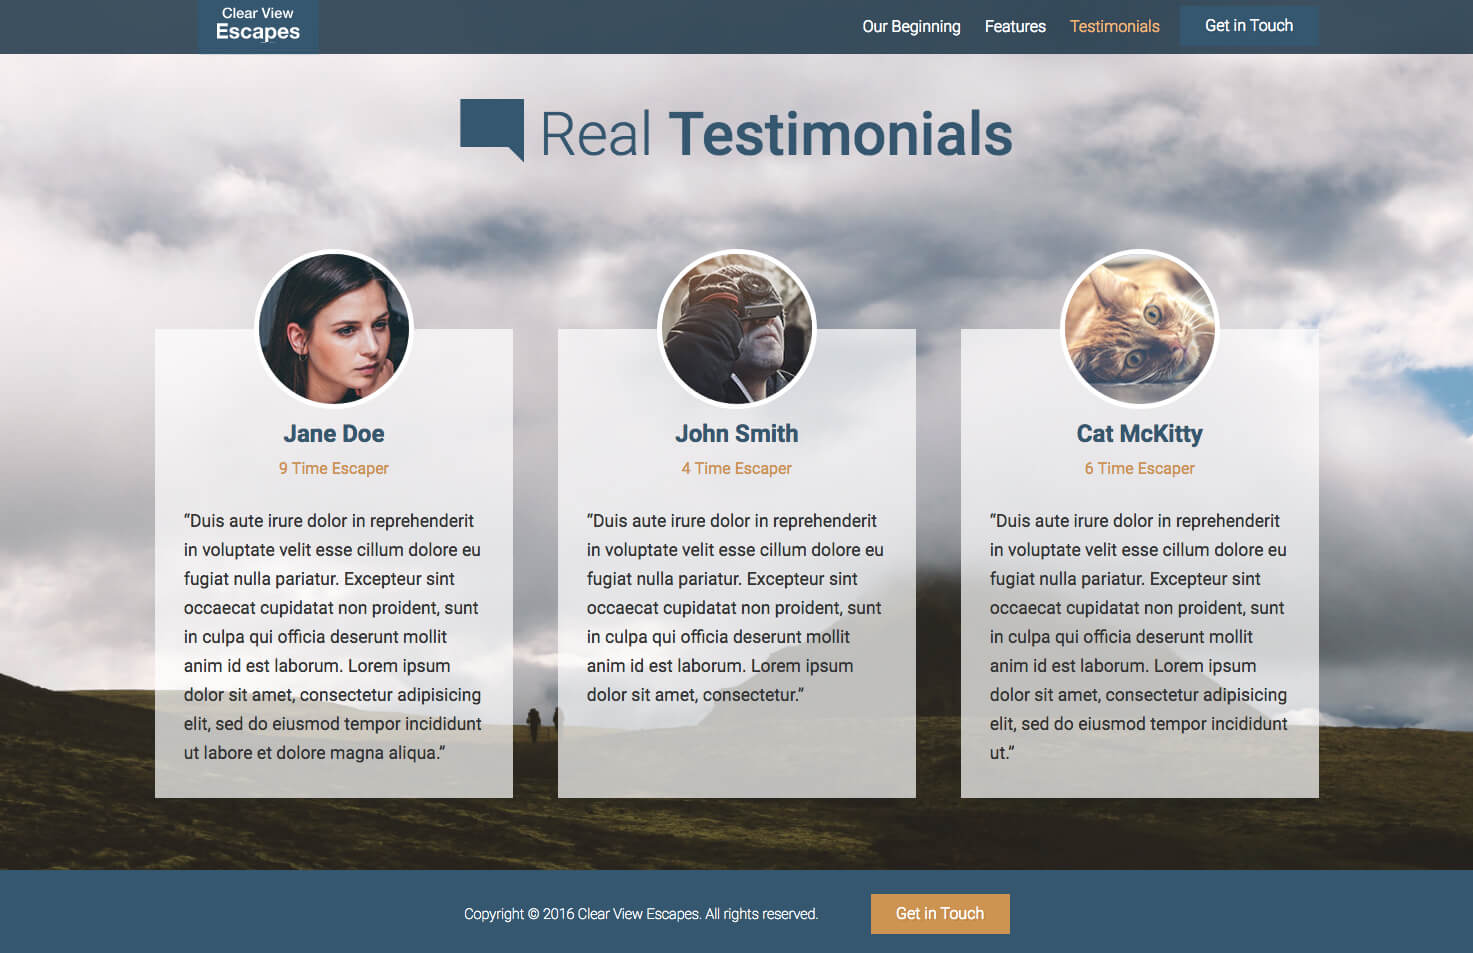 Clear View
Escapes
Our Beginning Features Testimonials Get in Touch
Real Testimonials
Jane Doe
9 Time Escaper
“Duis aute irure dolor in reprehenderit
in voluptate velit esse cillum dolore eu
fugiat nulla pariatur. Excepteur sint
occaecat cupidatat non proident, sunt
in culpa qui officia deserunt mollit
anim id est laborum. Lorem ipsum
dolor sit amet, consectetur adipisicing
elit, sed do eiusmod tempor incididunt
ut labore et dolore magna aliqua.”
John Smith
4 Time Escaper
“Duis aute irure dolor in reprehenderit
in voluptate velit esse cillum dolore eu
fugiat nulla pariatur. Excepteur sint
occaecat cupidatat non proident, sunt
in culpa qui officia deserunt mollit
anim id est laborum. Lorem ipsum
dolor sit amet, consectetur.”
Cat McKitty
6 Time Escaper
“Duis aute irure dolor in reprehenderit
in voluptate velit esse cillum dolore eu
fugiat nulla pariatur. Excepteur sint
occaecat cupidatat non proident, sunt
in culpa qui officia deserunt mollit
anim id est laborum. Lorem ipsum
dolor sit amet, consectetur adipisicing
elit, sed do eiusmod tempor incididunt
ut.”
Copyright © 2016 Clear View Escapes. All rights reserved. Get in Touch